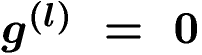 g^{(l)} = 0